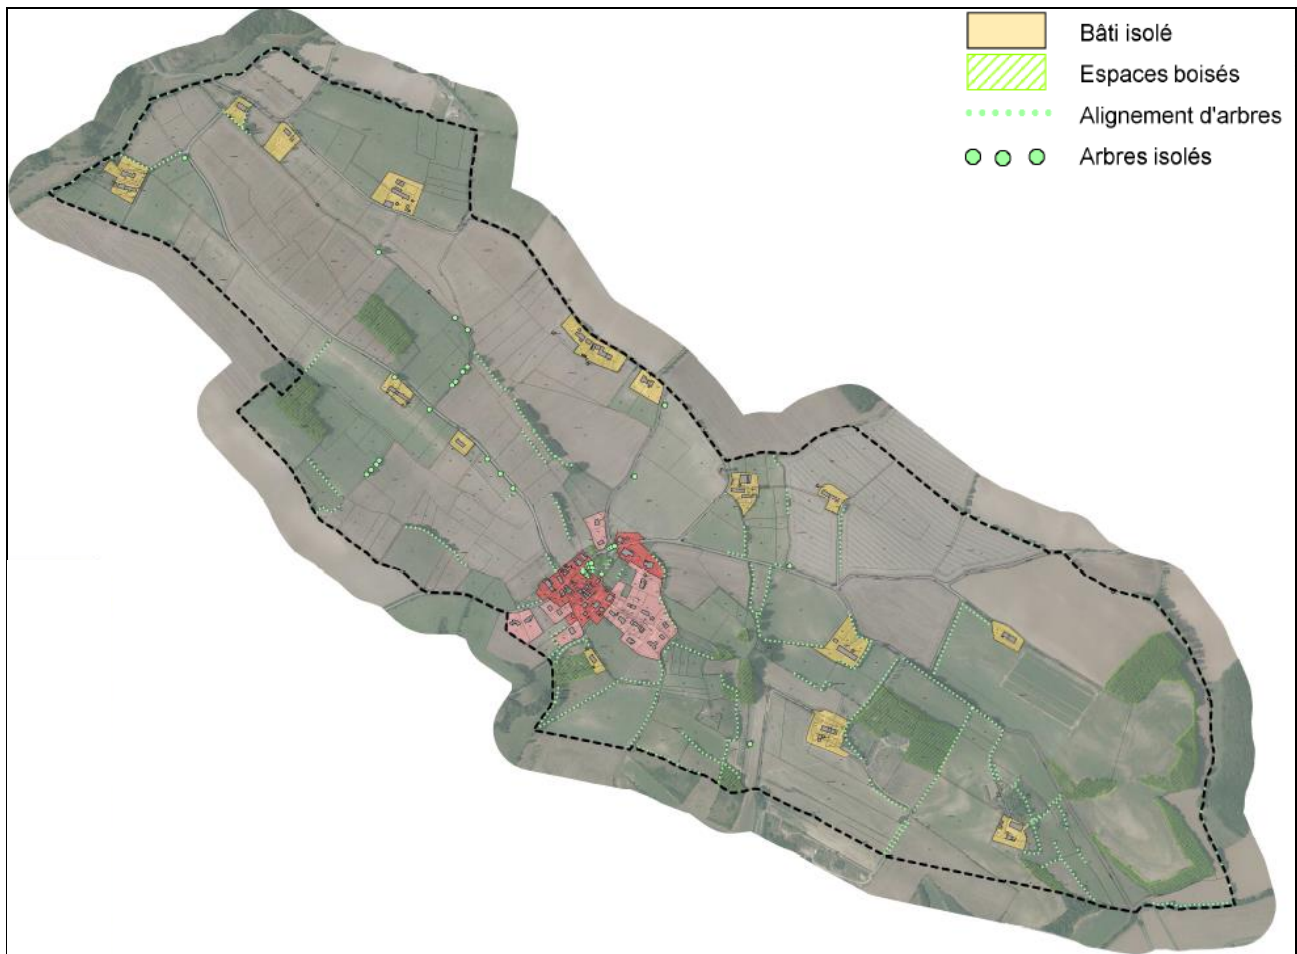 Bâti isolé
Espaces boisés
Alignement d'arbres
Arbres isolés